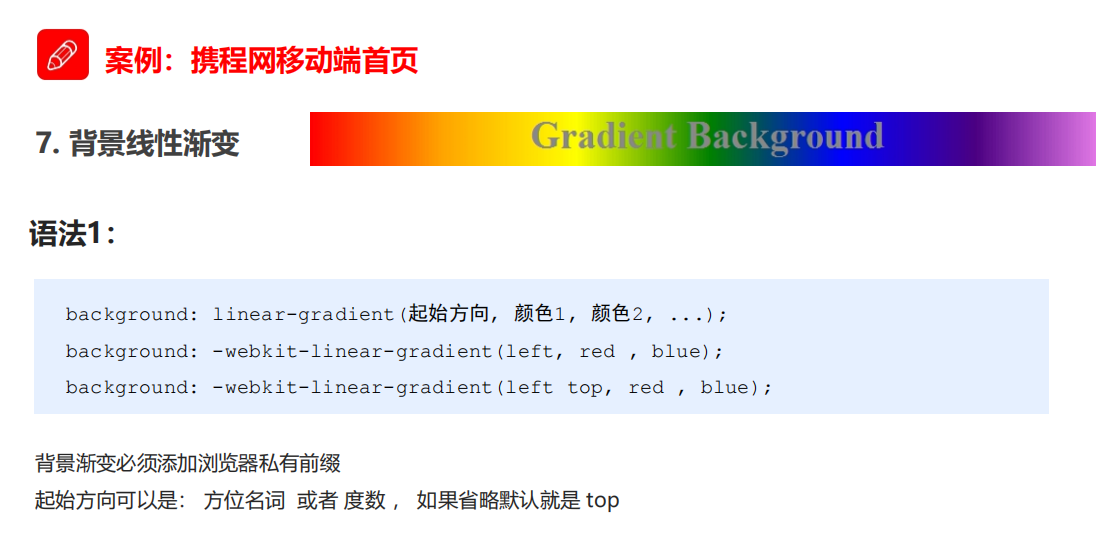 案例：携程网移动端首页
7. 背景线性渐变
Gradient Background
语法1：
background: linear-gradient(起始方向, 颜色1, 颜色2, ...);
background: -webkit-linear-gradient(left, red , blue);
background: -webkit-linear-gradient(left top, red , blue);
背景渐变必须添加浏览器私有前缀
起始方向可以是： 方位名词 或者 度数 ， 如果省略默认就是 top